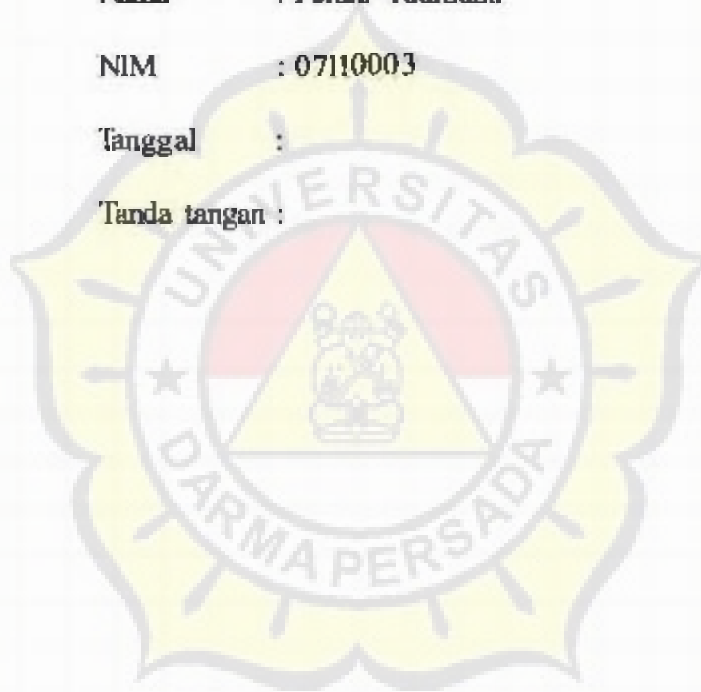 NIM : 07110003
Tanggal :
Tanda tangan :
UNIVERSITAS
DARMA PERSADA